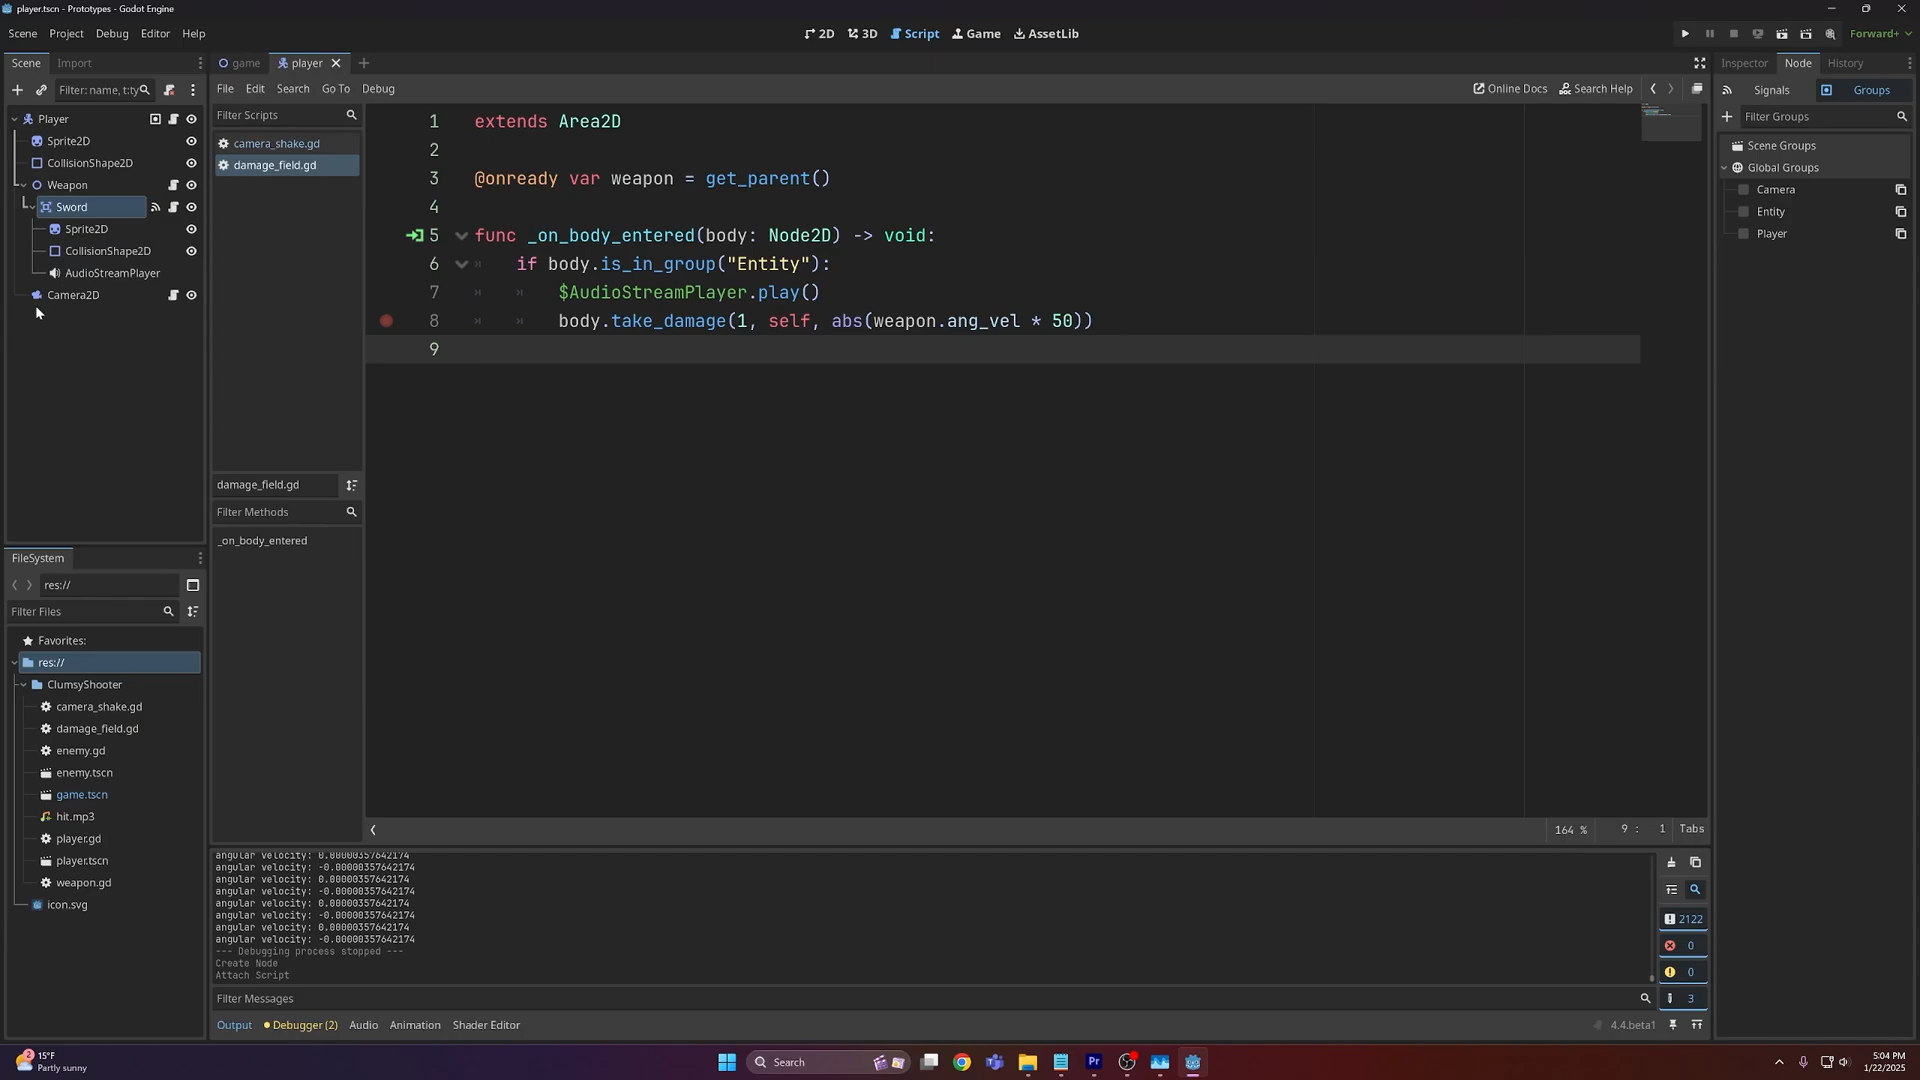 player.tscn - Prototypes - Godot Engine
Scene Project Debug Editor Help
2D 3D Script Game AssetLib
Forward+
Scene Import
game player
Inspector Node History
Filter: name, t:ty
File Edit Search Go To Debug
Online Docs Search Help
Signals Groups
Filter Scripts
Filter Groups
Player
Sprite2D
CollisionShape2D
Weapon
Sword
Sprite2D
CollisionShape2D
AudioStreamPlayer
Camera2D
camera_shake.gd
damage_field.gd
1 extends Area2D
2
3 @onready var weapon = get_parent()
4
5 func _on_body_entered(body: Node2D) -> void:
6 if body.is_in_group("Entity"):
7 $AudioStreamPlayer.play()
8 body.take_damage(1, self, abs(weapon.ang_vel * 50))
9
Scene Groups
Global Groups
Camera
Entity
Player
damage_field.gd
Filter Methods
_on_body_entered
FileSystem
res://
Filter Files
Favorites:
res://
ClumsyShooter
camera_shake.gd
damage_field.gd
enemy.gd
enemy.tscn
game.tscn
hit.mp3
player.gd
player.tscn
weapon.gd
icon.svg
164 % 9 : 1 Tabs
angular velocity: 0.00000357642174
angular velocity: -0.00000357642174
angular velocity: 0.00000357642174
angular velocity: -0.00000357642174
angular velocity: 0.00000357642174
angular velocity: -0.00000357642174
angular velocity: 0.00000357642174
angular velocity: -0.00000357642174
--- Debugging process stopped ---
Create Node
Attach Script
2122
0
0
3
Filter Messages
Output Debugger (2) Audio Animation Shader Editor
4.4.beta1
2
15°F
Partly sunny
Search
5:04 PM
1/22/2025